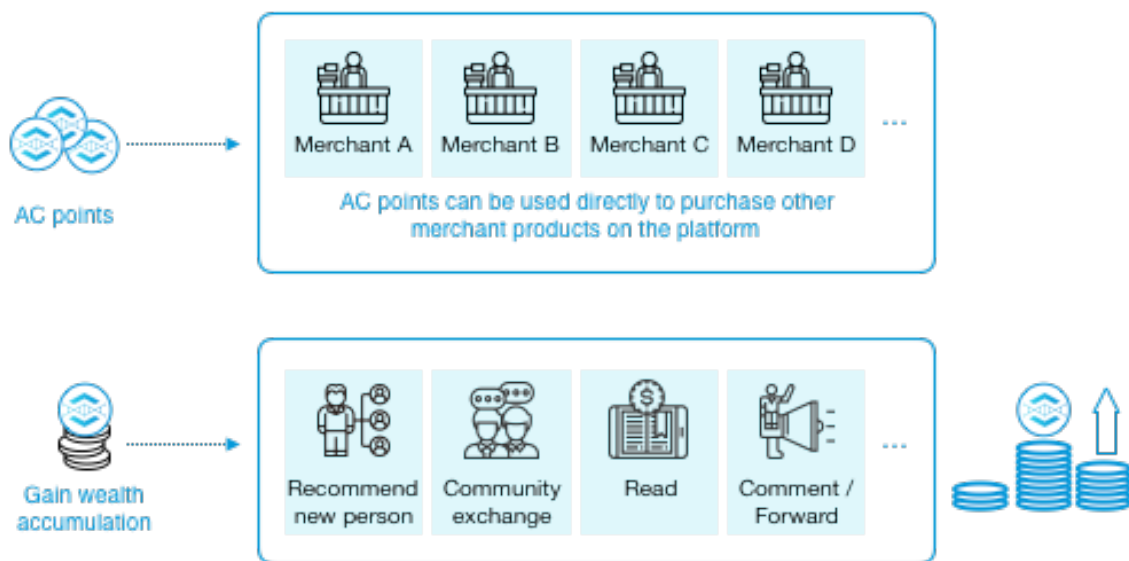 Merchant A
Merchant B
Merchant C
Merchant D
...
AC points
AC points can be used directly to purchase other
merchant products on the platform
Gain wealth
accumulation
$
Recommend
new person
Community
exchange
Read
Comment /
Forward
...